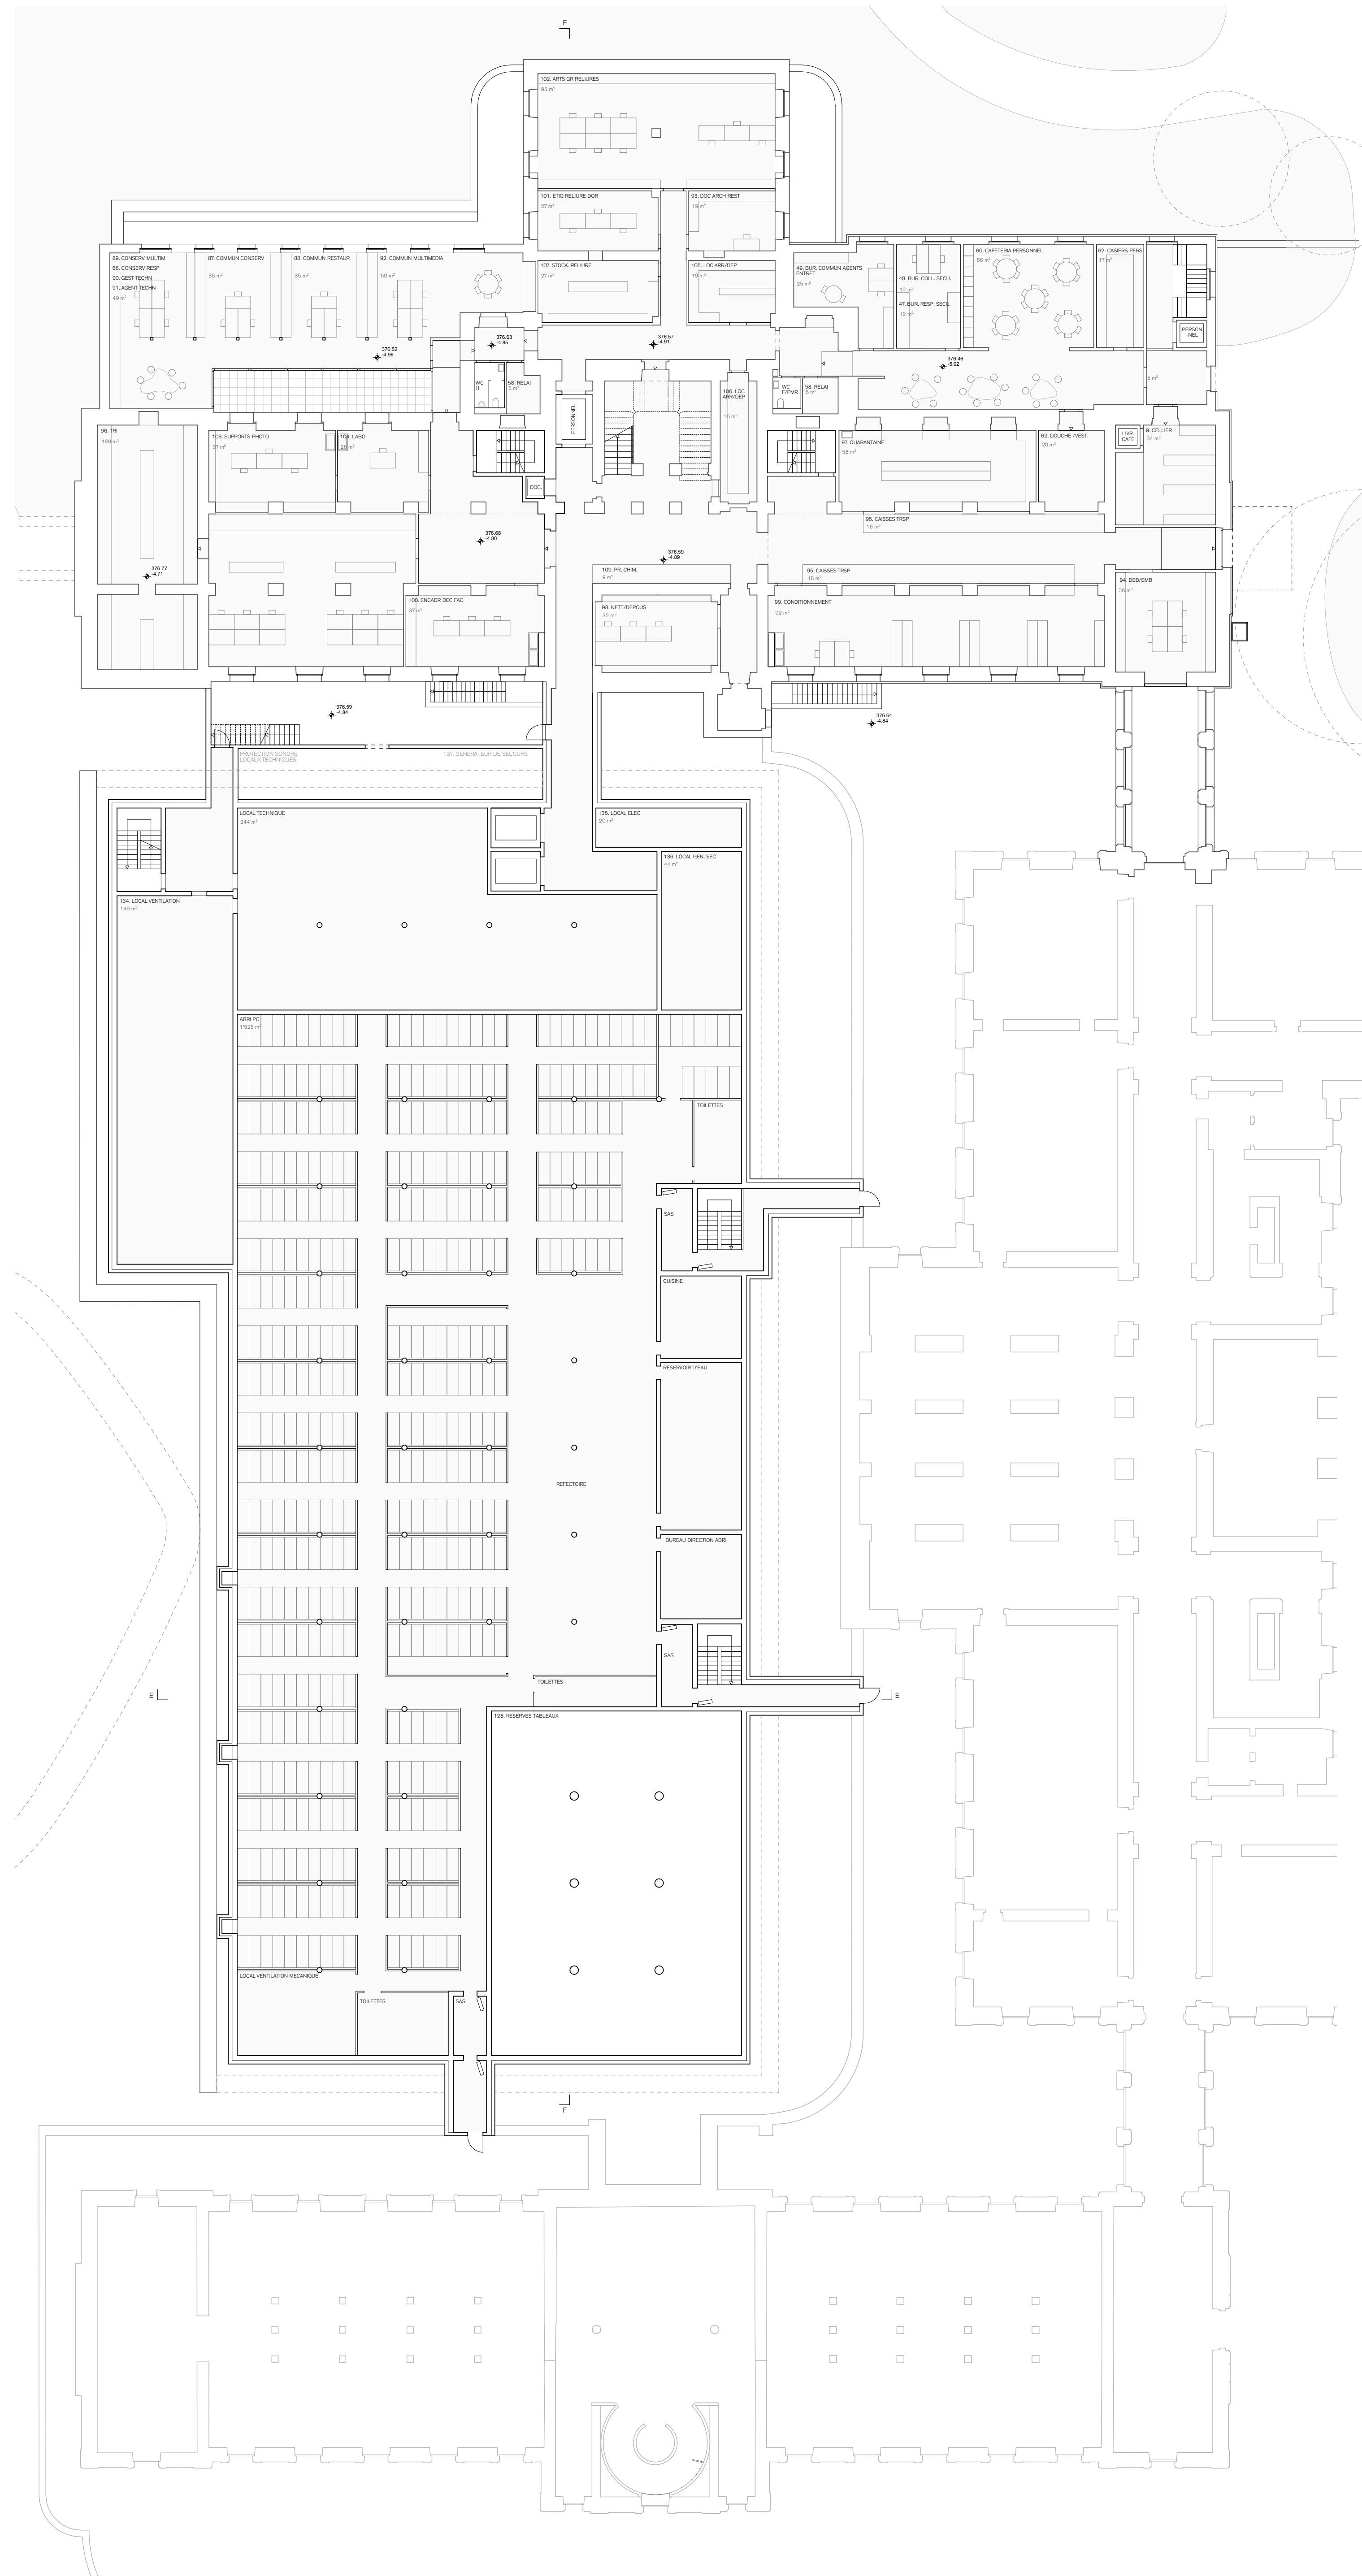 F
102. ARTS GR RELIURES
95 m²
101. ETIQ RELIURE DOR
27 m²
93. DOC ARCH REST
19 m²
107. STOCK. RELIURE
27 m²
105. LOC ARR/DEP
19 m²
89. CONSERV MULTIM
86. CONSERV RESP
90. GEST TECHN
91. AGENT TECHN
49 m²
87. COMMUN CONSERV
35 m²
88. COMMUN RESTAUR
35 m²
92. COMMUN MULTIMEDIA
50 m²
49. BUR. COMMUN AGENTS
ENTRET.
25 m²
48. BUR. COLL. SECU.
12 m²
47. BUR. RESP. SECU.
12 m²
60. CAFETERIA PERSONNEL
86 m²
62. CASIERS PERS.
17 m²
PERSON
-NEL
376.52
-4.96
376.63
-4.85
376.57
-4.91
376.46
-5.02
5 m²
WC
H
58. RELAI
5 m²
PERSONNEL
106. LOC
ARR/DEP
16 m²
WC
F/PMR
58. RELAI
5 m²
96. TRI
189 m²
103. SUPPORTS PHOTO
37 m²
104. LABO
26 m²
DOC.
97. QUARANTAINE
58 m²
62. DOUCHE /VEST.
20 m²
LIVR.
CAFE
9. CELLIER
34 m²
376.77
-4.71
376.68
-4.80
376.59
-4.89
95. CAISSES TRSP
16 m²
95. CAISSES TRSP
18 m²
109. PR. CHIM.
9 m²
94. DEB/EMB
36 m²
100. ENCADR DEC FAC
37 m²
98. NETT/DEPOUS
32 m²
99. CONDITIONNEMENT
92 m²
376.59
-4.84
376.64
-4.84
PROTECTION SONORE
LOCAUX TECHNIQUES
137. GENERATEUR DE SECOURS
LOCAL TECHNIQUE
244 m²
135. LOCAL ELEC
20 m²
136. LOCAL GEN. SEC
44 m²
134. LOCAL VENTILATION
149 m²
ABRI PC
1'035 m²
TOILETTES
SAS
CUISINE
RESERVOIR D'EAU
REFECTOIRE
BUREAU DIRECTION ABRI
SAS
TOILETTES
E
E
128. RESERVES TABLEAUX
LOCAL VENTILATION MECANIQUE
TOILETTES
SAS
F